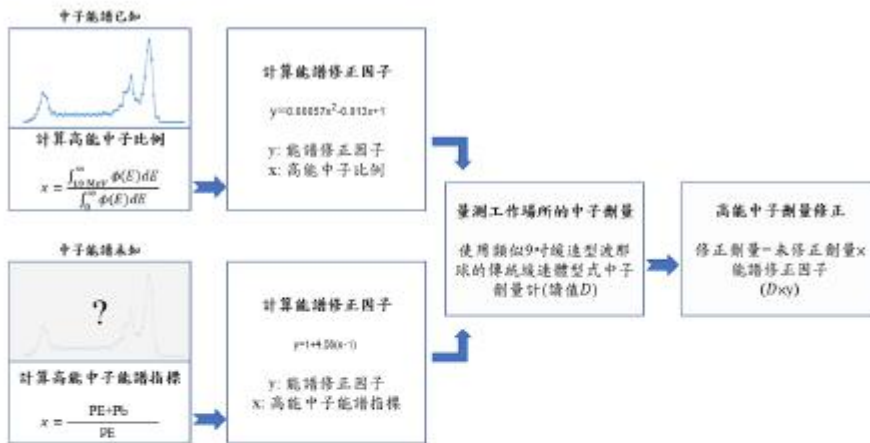 中子能譜已知
計算高能中子比例
x = ∫₁₀ MeV^∞ ϕ(E)dE / ∫₀^∞ ϕ(E)dE
計算能譜修正因子
y=0.00057x²-0.013x+1
y: 能譜修正因子
x: 高能中子比例
中子能譜未知
?
計算高能中子能譜指標
x = PE+Pb / PE
計算能譜修正因子
y: 能譜修正因子
x: 高能中子能譜指標
量測工作場所的中子劑量
使用類似9吋緩速型波那
球的傳統緩速體型式中子
劑量計(讀值D)
高能中子劑量修正
修正劑量=未修正劑量×
能譜修正因子
(D×y)